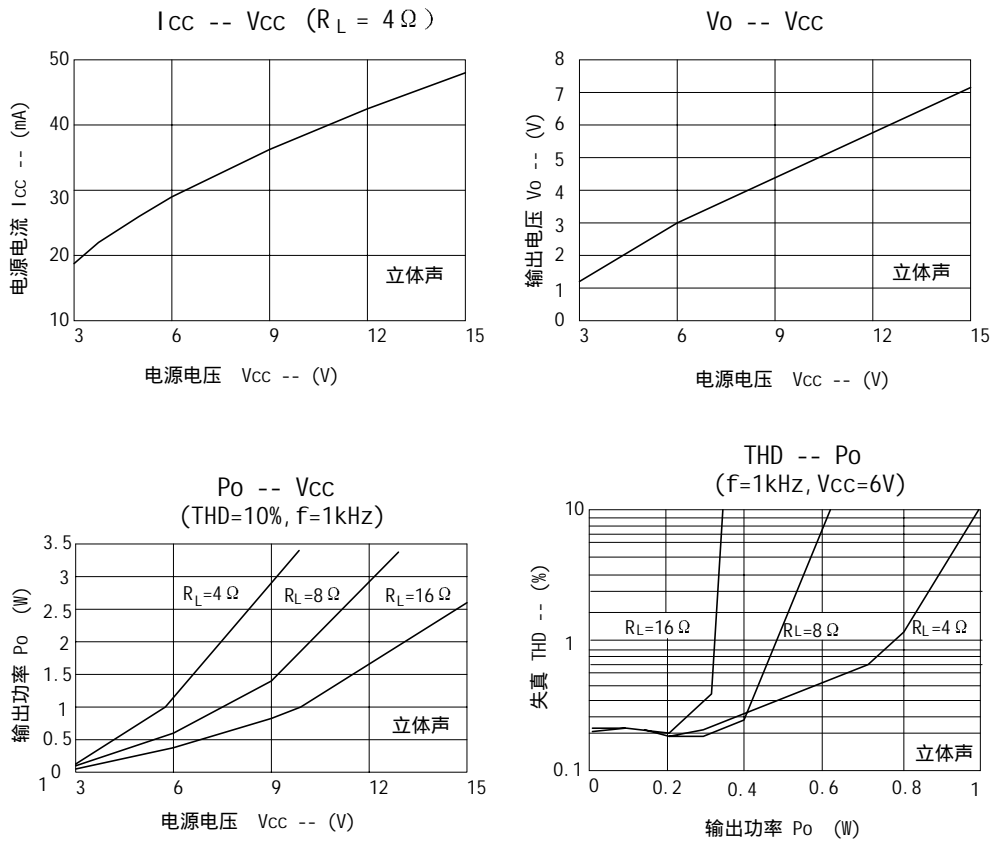 Icc -- Vcc (RL = 4Ω)
50
40
30
20
10
电源电流 Icc -- (mA)
立体声
3 6 9 12 15
电源电压 Vcc -- (V)
Vo -- Vcc
8
7
6
5
4
3
2
1
0
输出电压 Vo -- (V)
立体声
3 6 9 12 15
电源电压 Vcc -- (V)
Po -- Vcc
(THD=10%, f=1kHz)
3.5
3
2.5
2
1.5
1
0.5
0
1
输出功率 Po (W)
RL=4Ω RL=8Ω RL=16Ω
立体声
3 6 9 12 15
电源电压 Vcc -- (V)
THD -- Po
(f=1kHz, Vcc=6V)
10
1
0.1
失真 THD -- (%)
RL=16Ω RL=8Ω RL=4Ω
立体声
0 0.2 0.4 0.6 0.8 1
输出功率 Po (W)